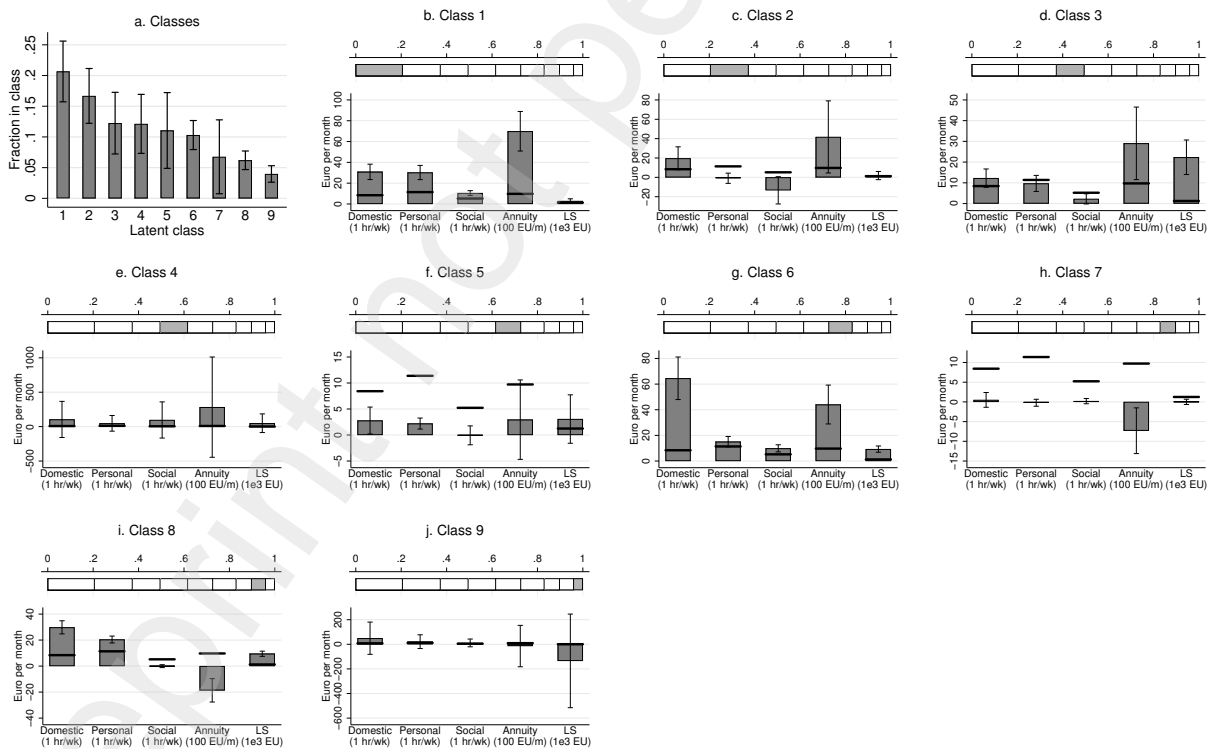 a. Classes
Fraction in class
0 .05 .1 .15 .2 .25
1 2 3 4 5 6 7 8 9
Latent class
b. Class 1
0 .2 .4 .6 .8 1
Euro per month
0 20 40 60 80 100
Domestic Personal Social Annuity LS
(1 hr/wk) (1 hr/wk) (1 hr/wk) (100 EU/m) (1e3 EU)
c. Class 2
0 .2 .4 .6 .8 1
Euro per month
−20 0 20 40 60 80
Domestic Personal Social Annuity LS
(1 hr/wk) (1 hr/wk) (1 hr/wk) (100 EU/m) (1e3 EU)
d. Class 3
0 .2 .4 .6 .8 1
Euro per month
0 10 20 30 40 50
Domestic Personal Social Annuity LS
(1 hr/wk) (1 hr/wk) (1 hr/wk) (100 EU/m) (1e3 EU)
e. Class 4
0 .2 .4 .6 .8 1
Euro per month
−500 0 500 1000
Domestic Personal Social Annuity LS
(1 hr/wk) (1 hr/wk) (1 hr/wk) (100 EU/m) (1e3 EU)
f. Class 5
0 .2 .4 .6 .8 1
Euro per month
−5 0 5 10 15
Domestic Personal Social Annuity LS
(1 hr/wk) (1 hr/wk) (1 hr/wk) (100 EU/m) (1e3 EU)
g. Class 6
0 .2 .4 .6 .8 1
Euro per month
0 20 40 60 80
Domestic Personal Social Annuity LS
(1 hr/wk) (1 hr/wk) (1 hr/wk) (100 EU/m) (1e3 EU)
h. Class 7
0 .2 .4 .6 .8 1
Euro per month
−15 −10 −5 0 5 10
Domestic Personal Social Annuity LS
(1 hr/wk) (1 hr/wk) (1 hr/wk) (100 EU/m) (1e3 EU)
i. Class 8
0 .2 .4 .6 .8 1
Euro per month
−40 −20 0 20 40
Domestic Personal Social Annuity LS
(1 hr/wk) (1 hr/wk) (1 hr/wk) (100 EU/m) (1e3 EU)
j. Class 9
0 .2 .4 .6 .8 1
Euro per month
−600 −400 −200 0 200
Domestic Personal Social Annuity LS
(1 hr/wk) (1 hr/wk) (1 hr/wk) (100 EU/m) (1e3 EU)
eprint not pe